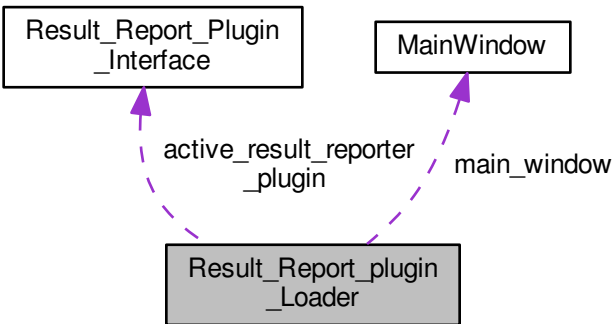 Result_Report_Plugin
_Interface
MainWindow
active_result_reporter
_plugin
main_window
Result_Report_plugin
_Loader